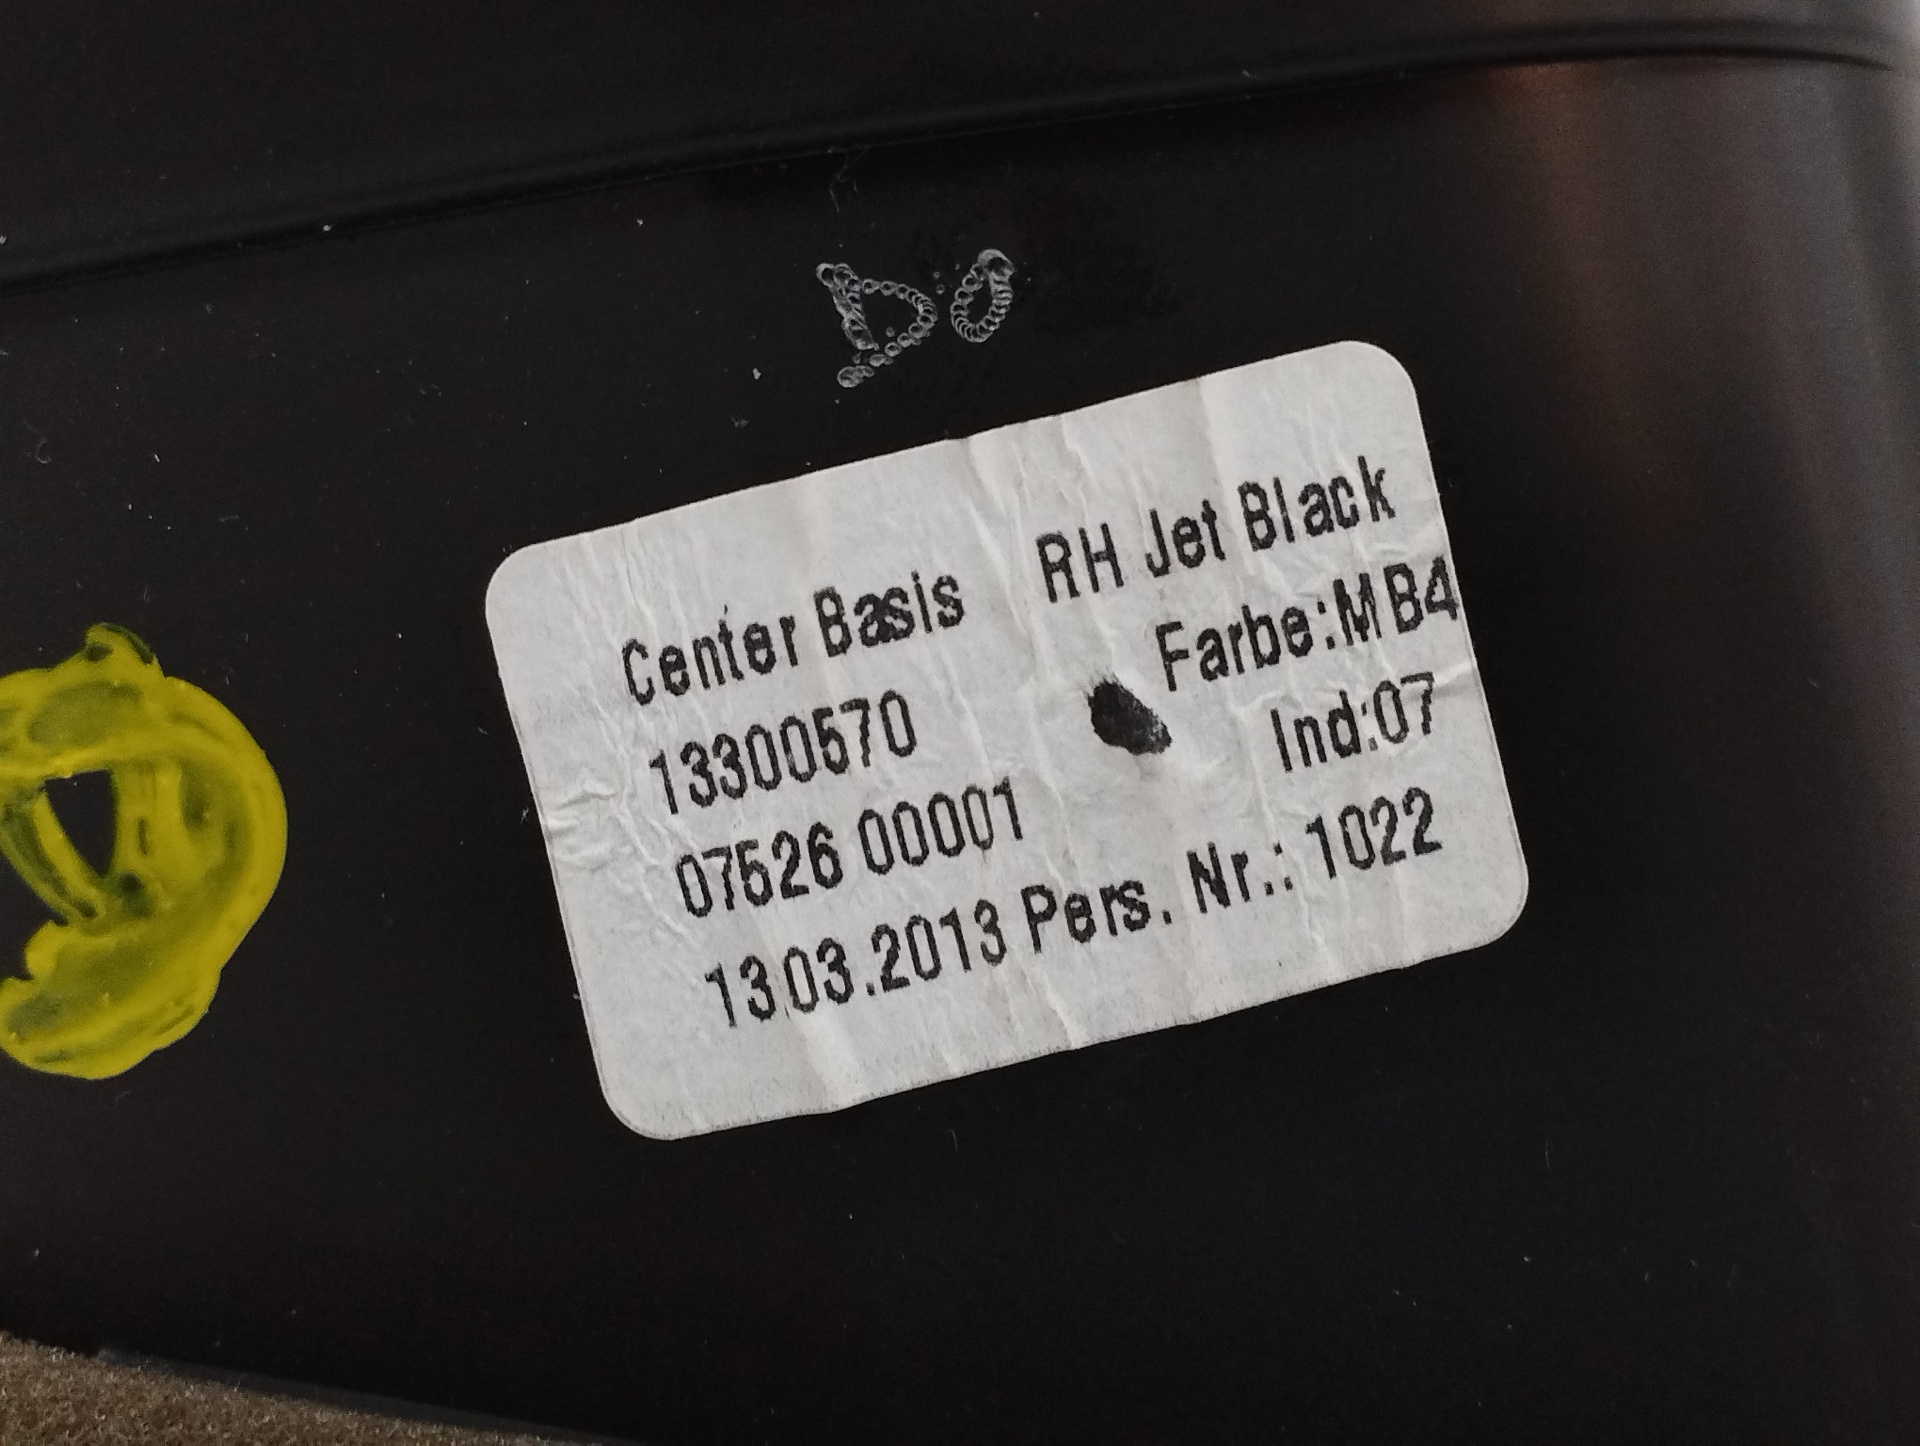 DO
Center Basis RH Jet Black
13300570 Farbe:MB4
07526 00001 Ind:07
13.03.2013 Pers. Nr.: 1022